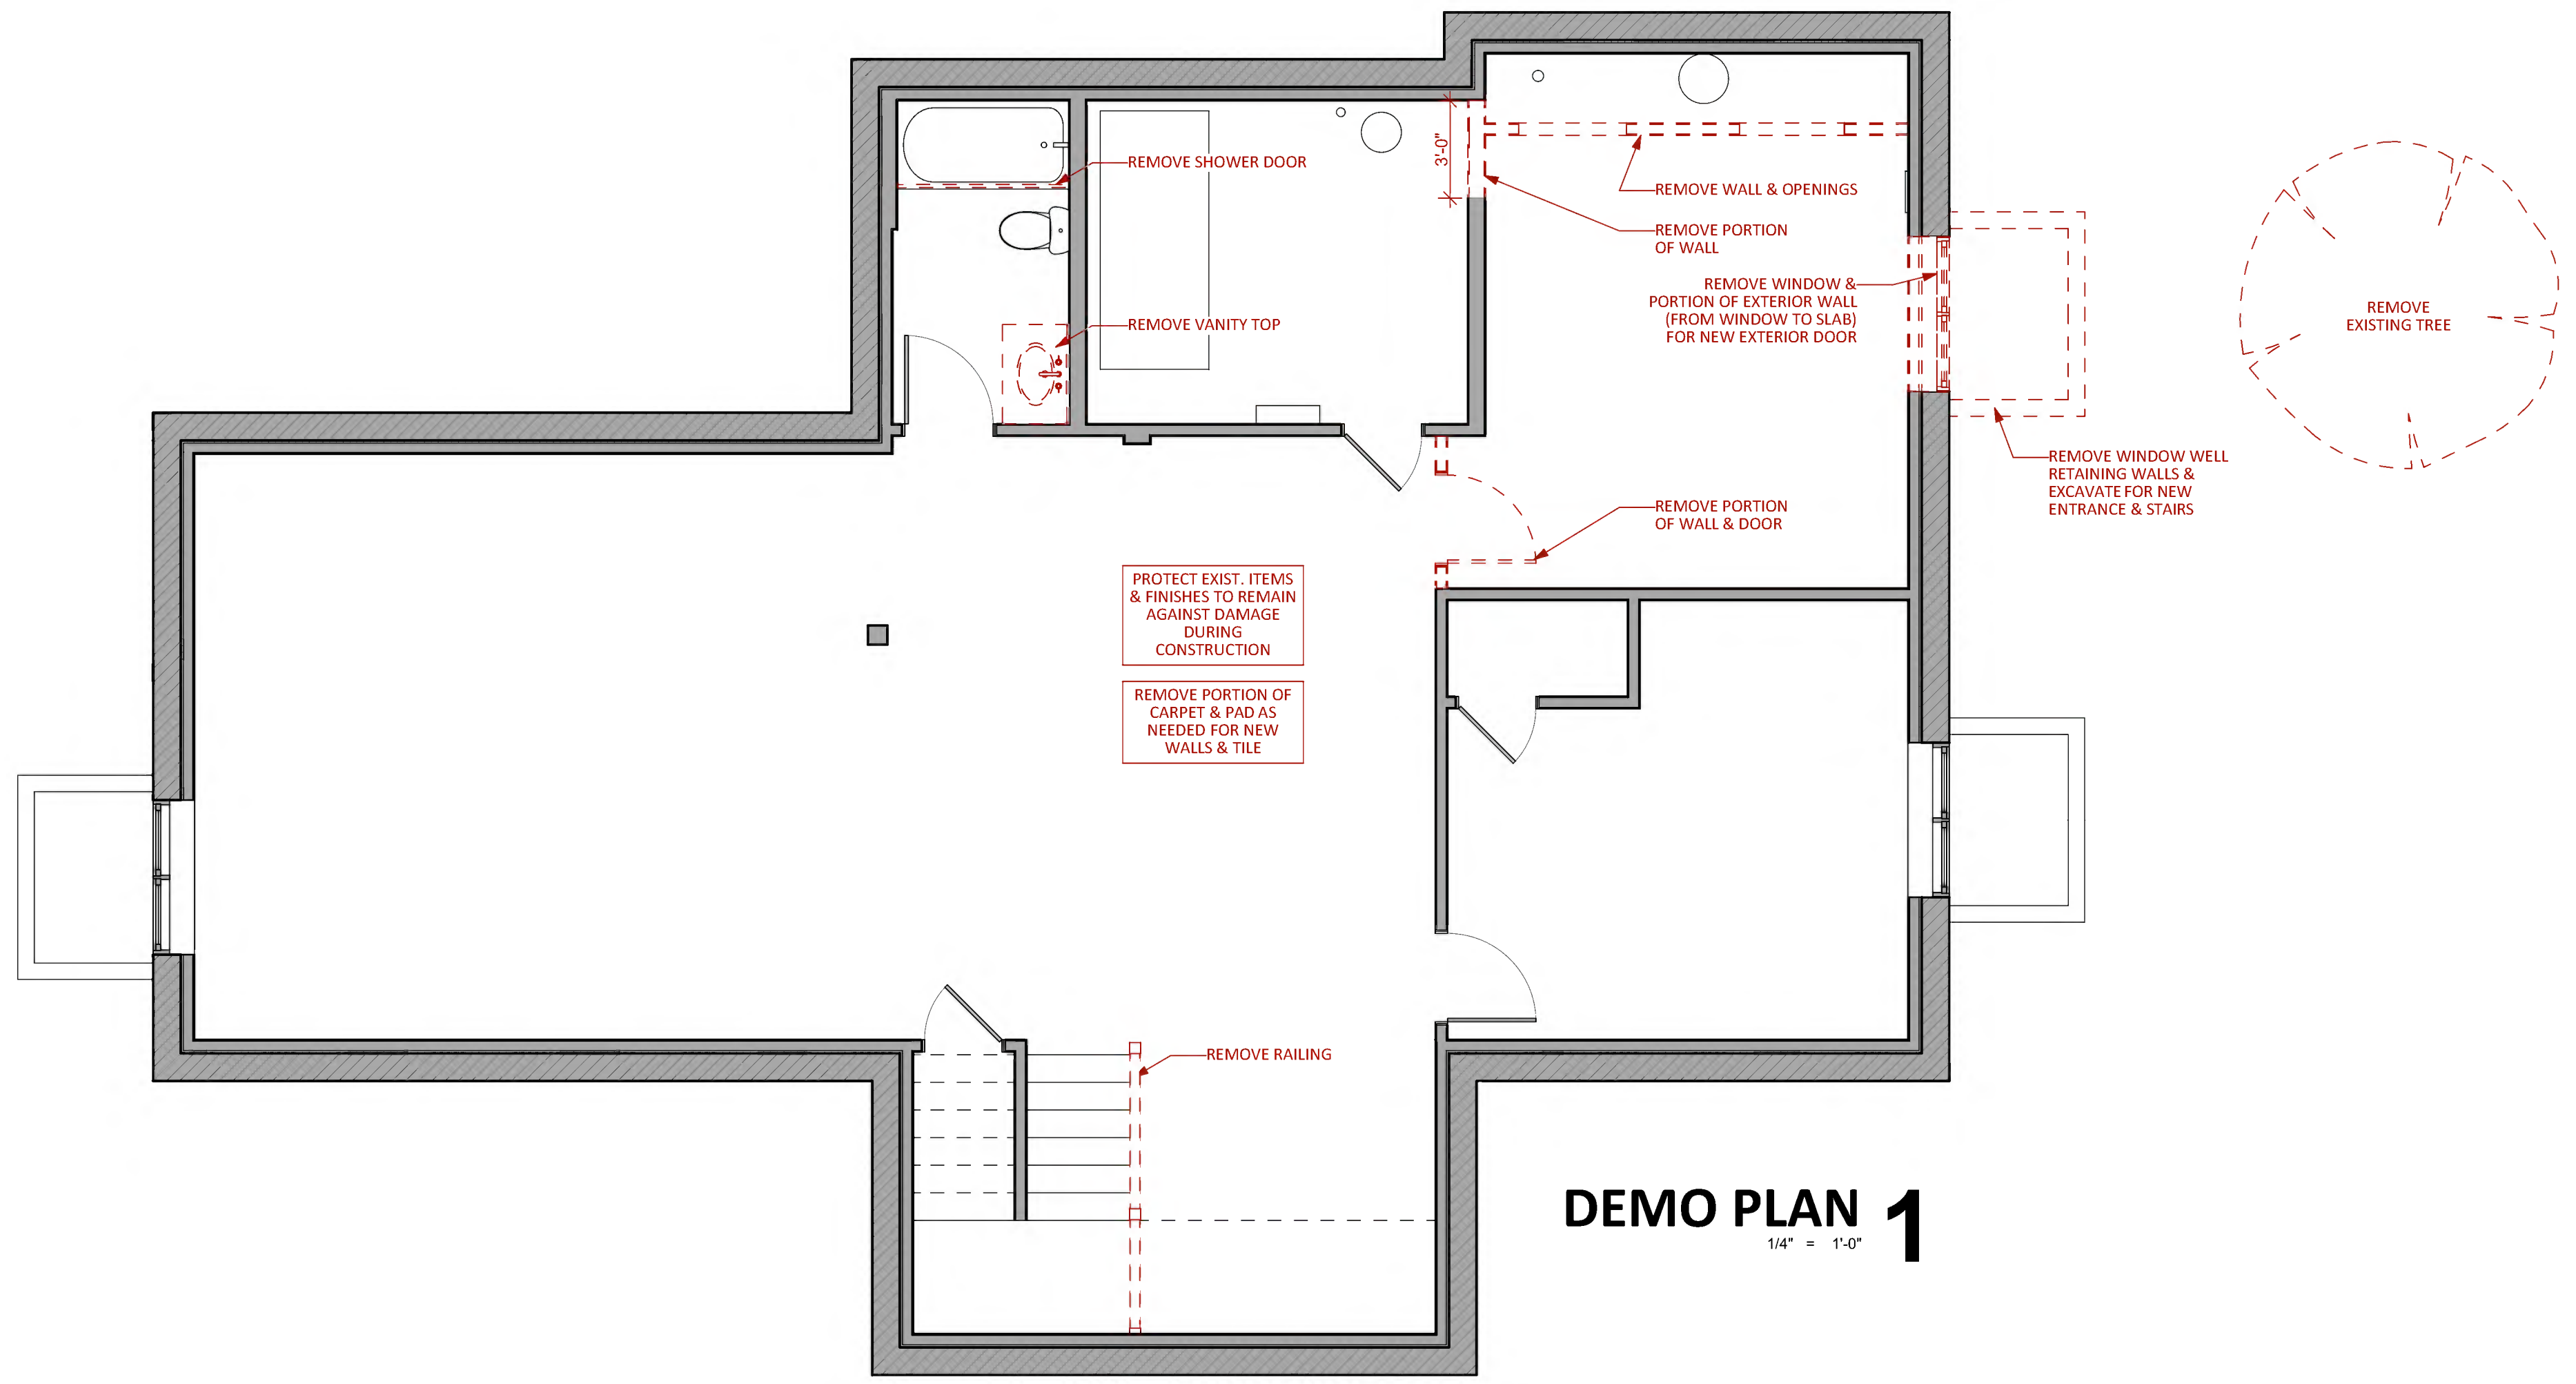 REMOVE SHOWER DOOR
3'-0"
REMOVE WALL & OPENINGS
REMOVE PORTION
OF WALL
REMOVE WINDOW &
PORTION OF EXTERIOR WALL
(FROM WINDOW TO SLAB)
FOR NEW EXTERIOR DOOR
REMOVE
EXISTING TREE
REMOVE VANITY TOP
REMOVE WINDOW WELL
RETAINING WALLS &
EXCAVATE FOR NEW
ENTRANCE & STAIRS
REMOVE PORTION
OF WALL & DOOR
PROTECT EXIST. ITEMS
& FINISHES TO REMAIN
AGAINST DAMAGE
DURING
CONSTRUCTION
REMOVE PORTION OF
CARPET & PAD AS
NEEDED FOR NEW
WALLS & TILE
REMOVE RAILING
DEMO PLAN 1
1/4" = 1'-0"